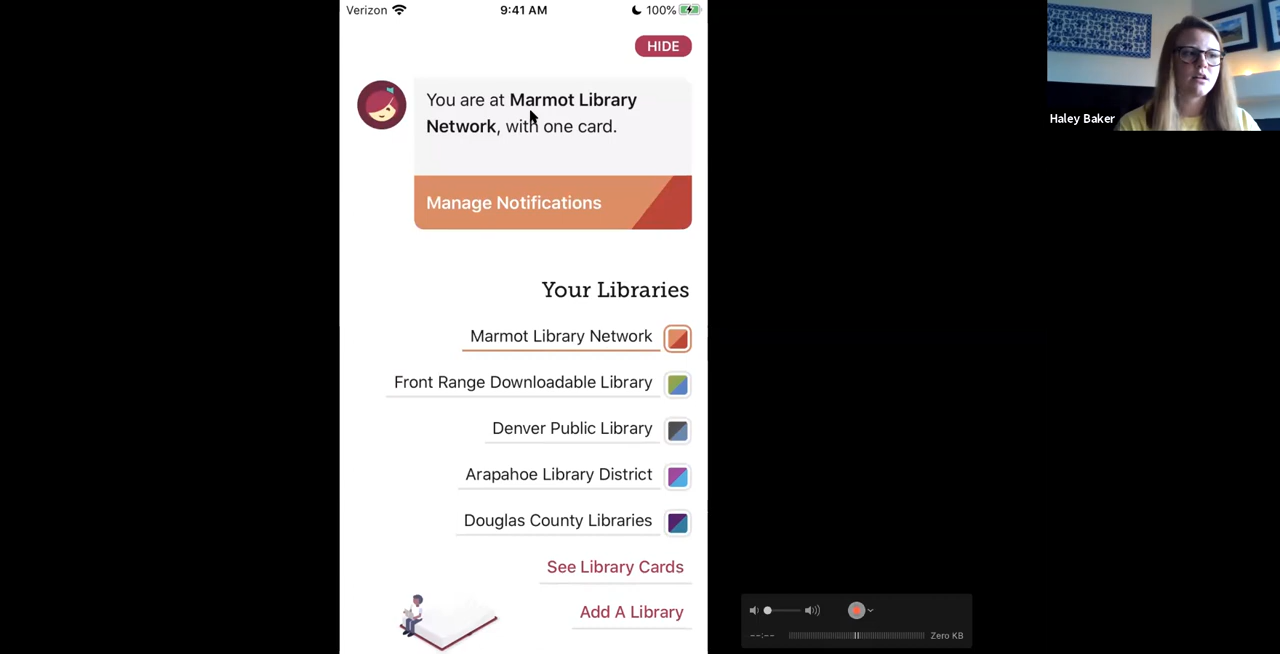 Verizon 9:41 AM 100%
HIDE
You are at Marmot Library
Network, with one card.
Manage Notifications
Your Libraries
Marmot Library Network
Front Range Downloadable Library
Denver Public Library
Arapahoe Library District
Douglas County Libraries
See Library Cards
Add A Library
Haley Baker
--:-- Zero KB